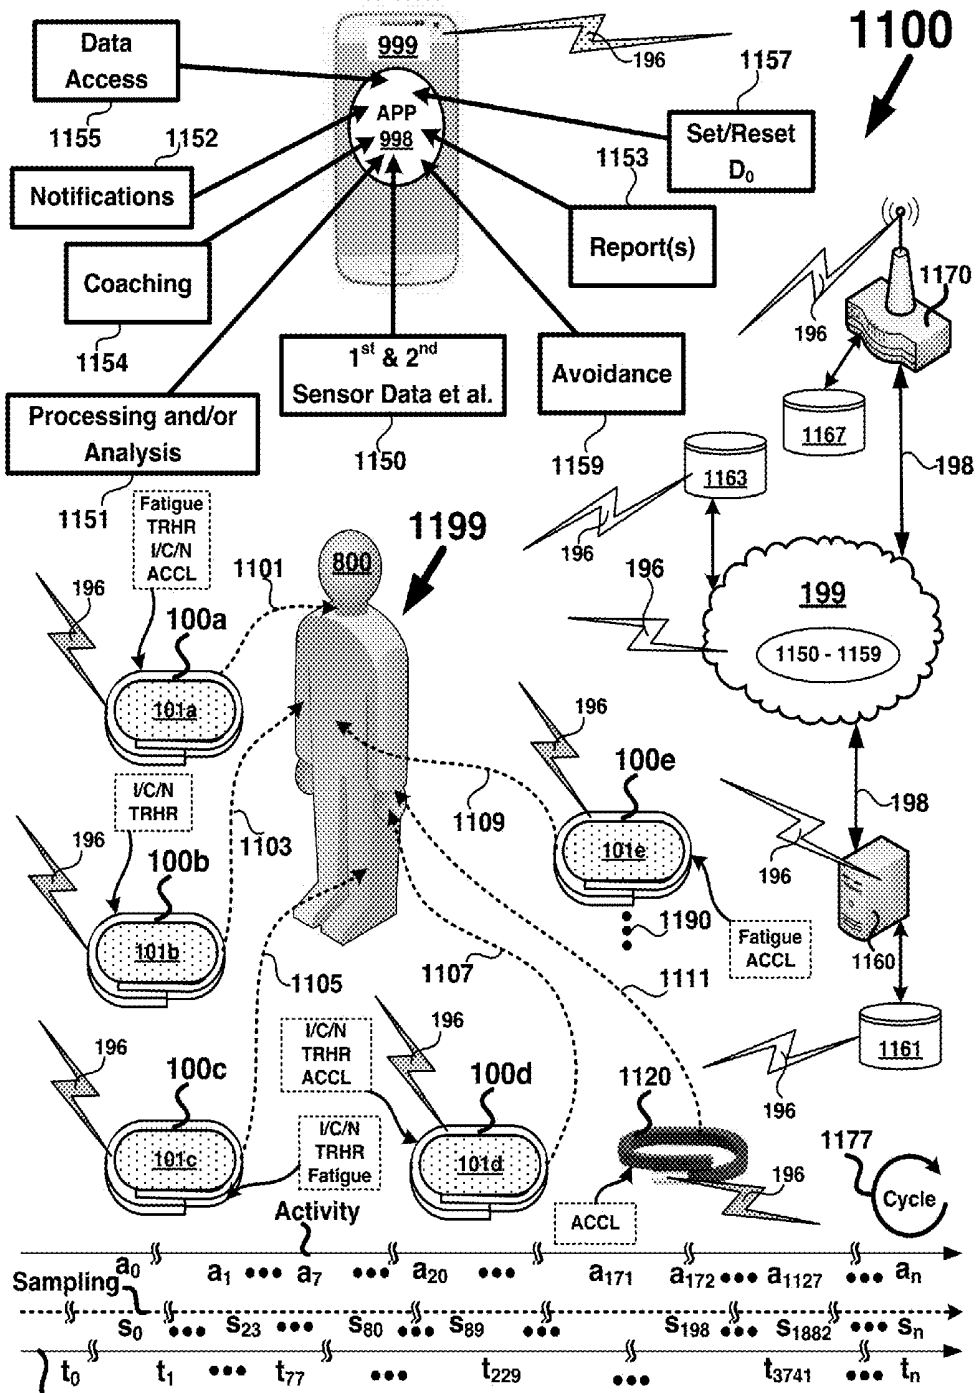 1100
Data
Access
999
196
1157
1155
1152
APP
998
Set/Reset
D₀
1153
Notifications
Report(s)
Coaching
1170
196
1154
1st & 2nd
Sensor Data et al.
Avoidance
Processing and/or
Analysis
1167
1150
1159
1163
198
1151
Fatigue
TRHR
I/C/N
ACCL
196
1199
800
1101
196
196
100a
199
1150 - 1159
101a
196
100e
I/C/N
TRHR
1109
198
196
1103
100b
101e
196
1190
101b
Fatigue
ACCL
1160
1105
1107
1111
I/C/N
TRHR
ACCL
196
196
100c
100d
1120
196
1161
1177
I/C/N
TRHR
Fatigue
101c
101d
196
Cycle
ACCL
Activity
a₀ a₁ ••• a₇ ••• a₂₀ ••• a₁₇₁ a₁₇₂ ••• a₁₁₂₇ ••• aₙ
Sampling
s₀ ••• s₂₃ ••• s₈₀ ••• s₈₉ ••• s₁₉₈ ••• s₁₈₈₂ ••• sₙ
t₀ t₁ ••• t₇₇ ••• t₂₂₉ ••• t₃₇₄₁ ••• tₙ